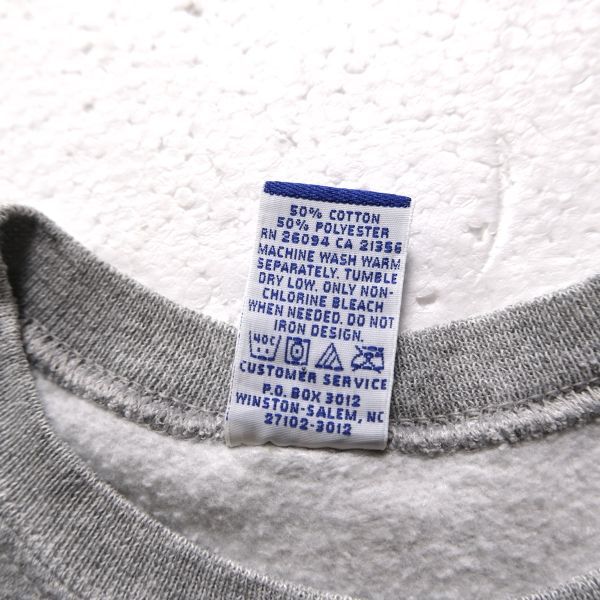 50% COTTON
50% POLYESTER
RN 26094 CA 21356
MACHINE WASH WARM
SEPARATELY. TUMBLE
DRY LOW. ONLY NON-
CHLORINE BLEACH
WHEN NEEDED. DO NOT
IRON DESIGN.
40C
CUSTOMER SERVICE
P.O. BOX 3012
WINSTON-SALEM, NC
27102-3012